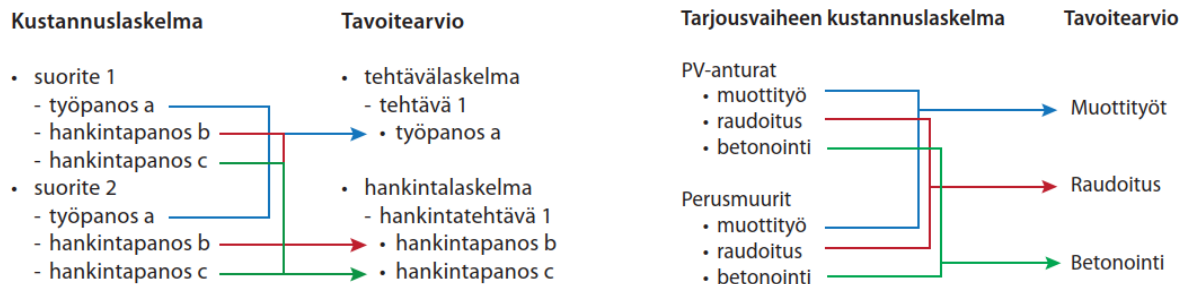 Kustannuslaskelma
• suorite 1
- työpanos a
- hankintapanos b
- hankintapanos c
• suorite 2
- työpanos a
- hankintapanos b
- hankintapanos c
Tavoitearvio
• tehtävälaskelma
- tehtävä 1
• työpanos a
• hankintalaskelma
- hankintatehtävä 1
• hankintapanos b
• hankintapanos c
Tarjousvaiheen kustannuslaskelma
PV-anturat
• muottityö
• raudoitus
• betonointi
Perusmuurit
• muottityö
• raudoitus
• betonointi
Tavoitearvio
Muottityöt
Raudoitus
Betonointi